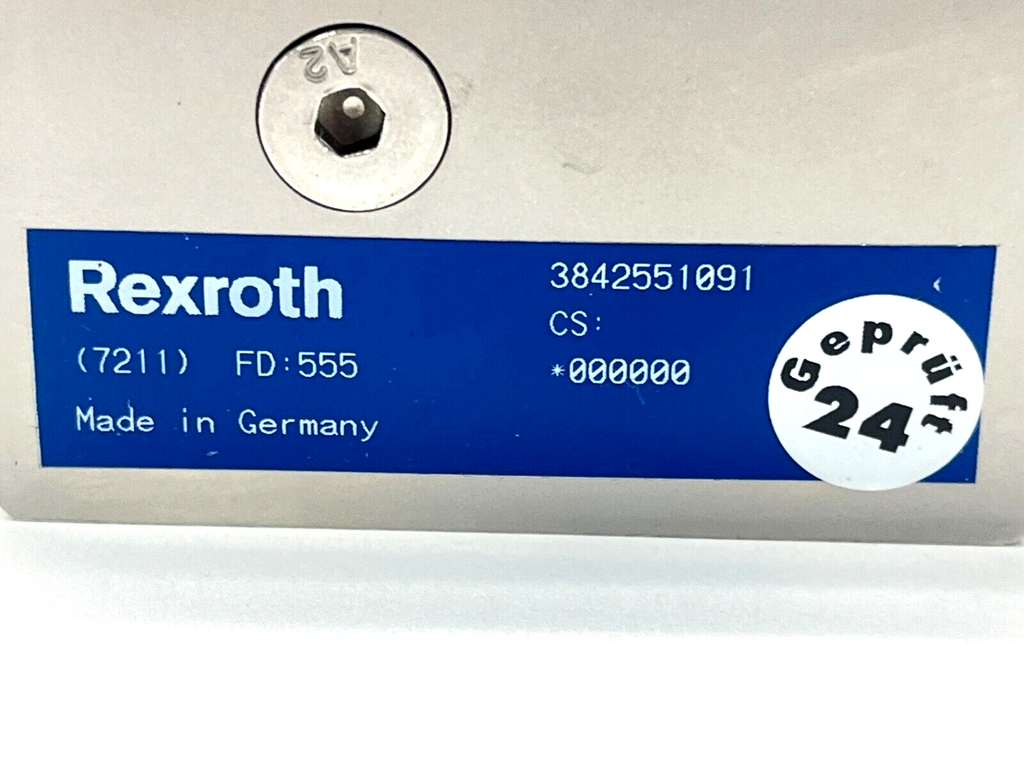 A2
Rexroth
(7211) FD:555
Made in Germany
3842551091
CS:
*000000
Geprüft
24